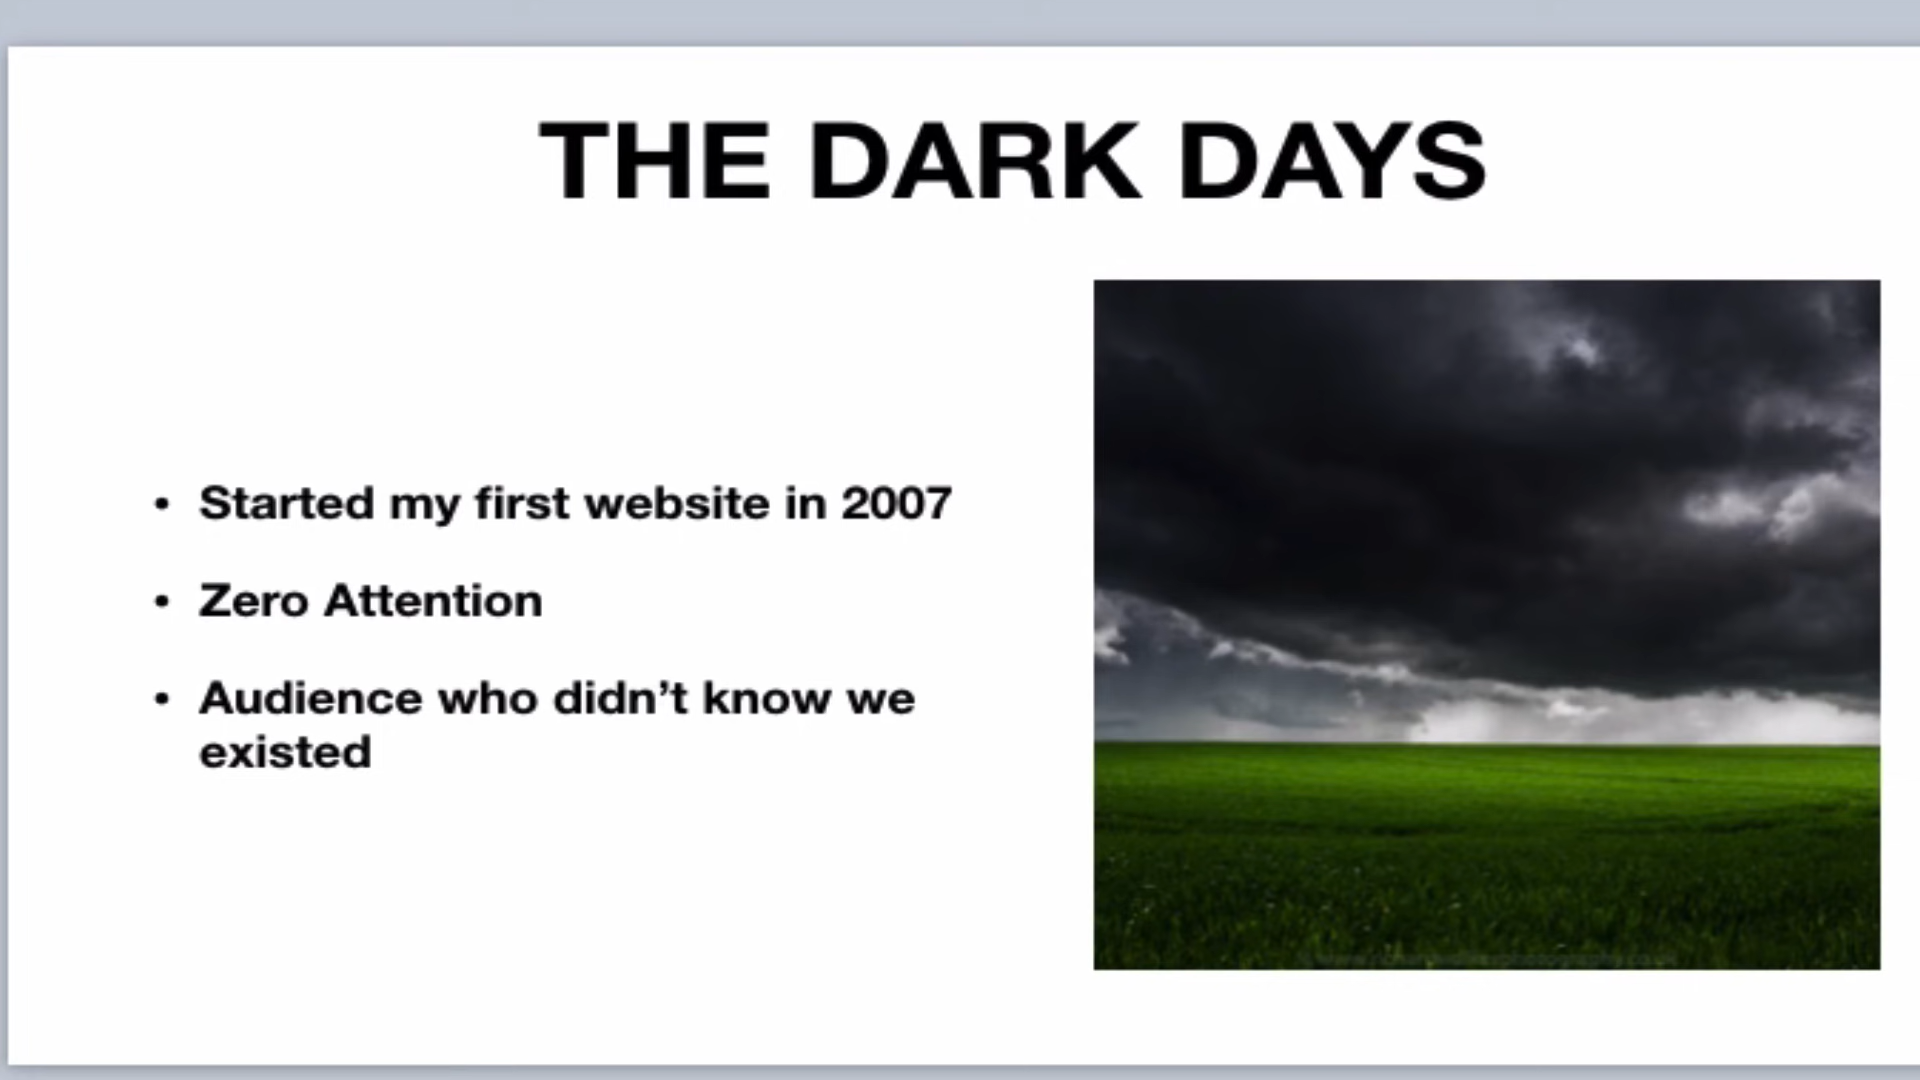 THE DARK DAYS
• Started my first website in 2007
• Zero Attention
• Audience who didn’t know we
existed